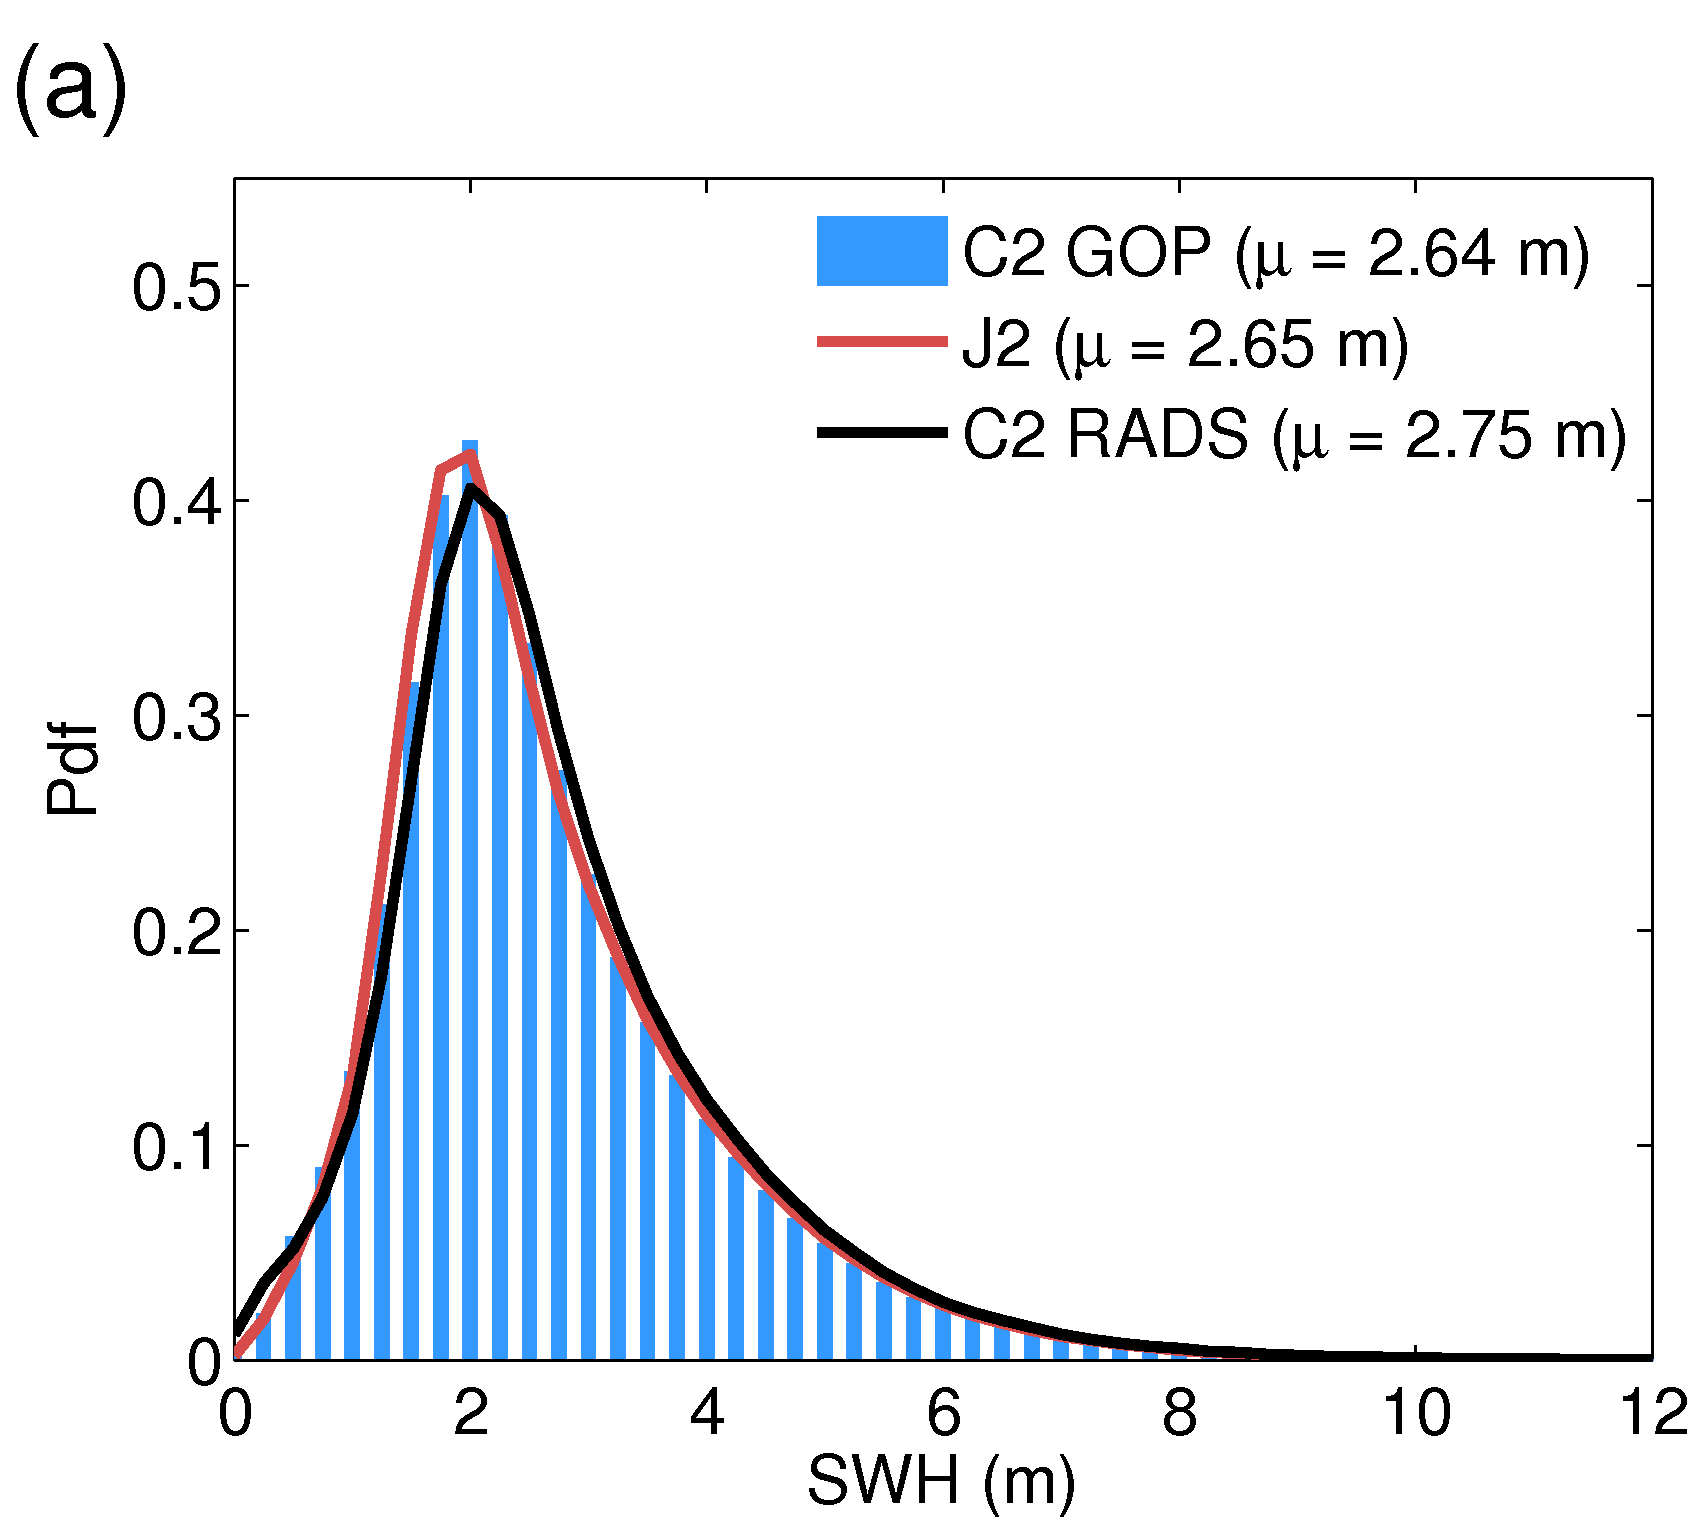 (a)
C2 GOP (μ = 2.64 m)
J2 (μ = 2.65 m)
C2 RADS (μ = 2.75 m)
0.5
0.4
0.3
0.2
0.1
0
Pdf
0 2 4 6 8 10 12
SWH (m)